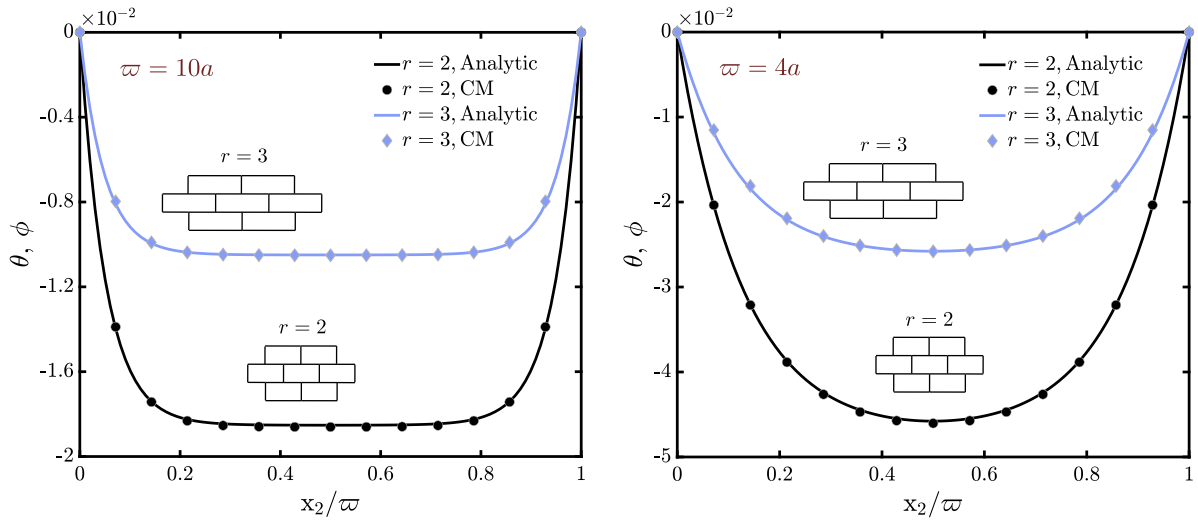 ×10⁻²
0
-0.4
-0.8
-1.2
-1.6
-2
θ, ϕ
ϖ = 10a
r = 2, Analytic
r = 2, CM
r = 3, Analytic
r = 3, CM
r = 3
r = 2
0 0.2 0.4 0.6 0.8 1
x₂/ϖ
×10⁻²
0
-1
-2
-3
-4
-5
θ, ϕ
ϖ = 4a
r = 2, Analytic
r = 2, CM
r = 3, Analytic
r = 3, CM
r = 3
r = 2
0 0.2 0.4 0.6 0.8 1
x₂/ϖ